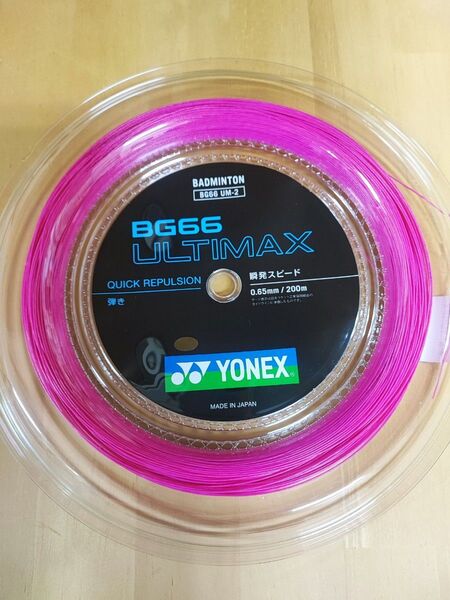 BADMINTON
BG66 UM-2
BG66
ULTIMAX
QUICK REPULSION
弾き
瞬発スピード
0.65mm / 200m
YONEX
MADE IN JAPAN